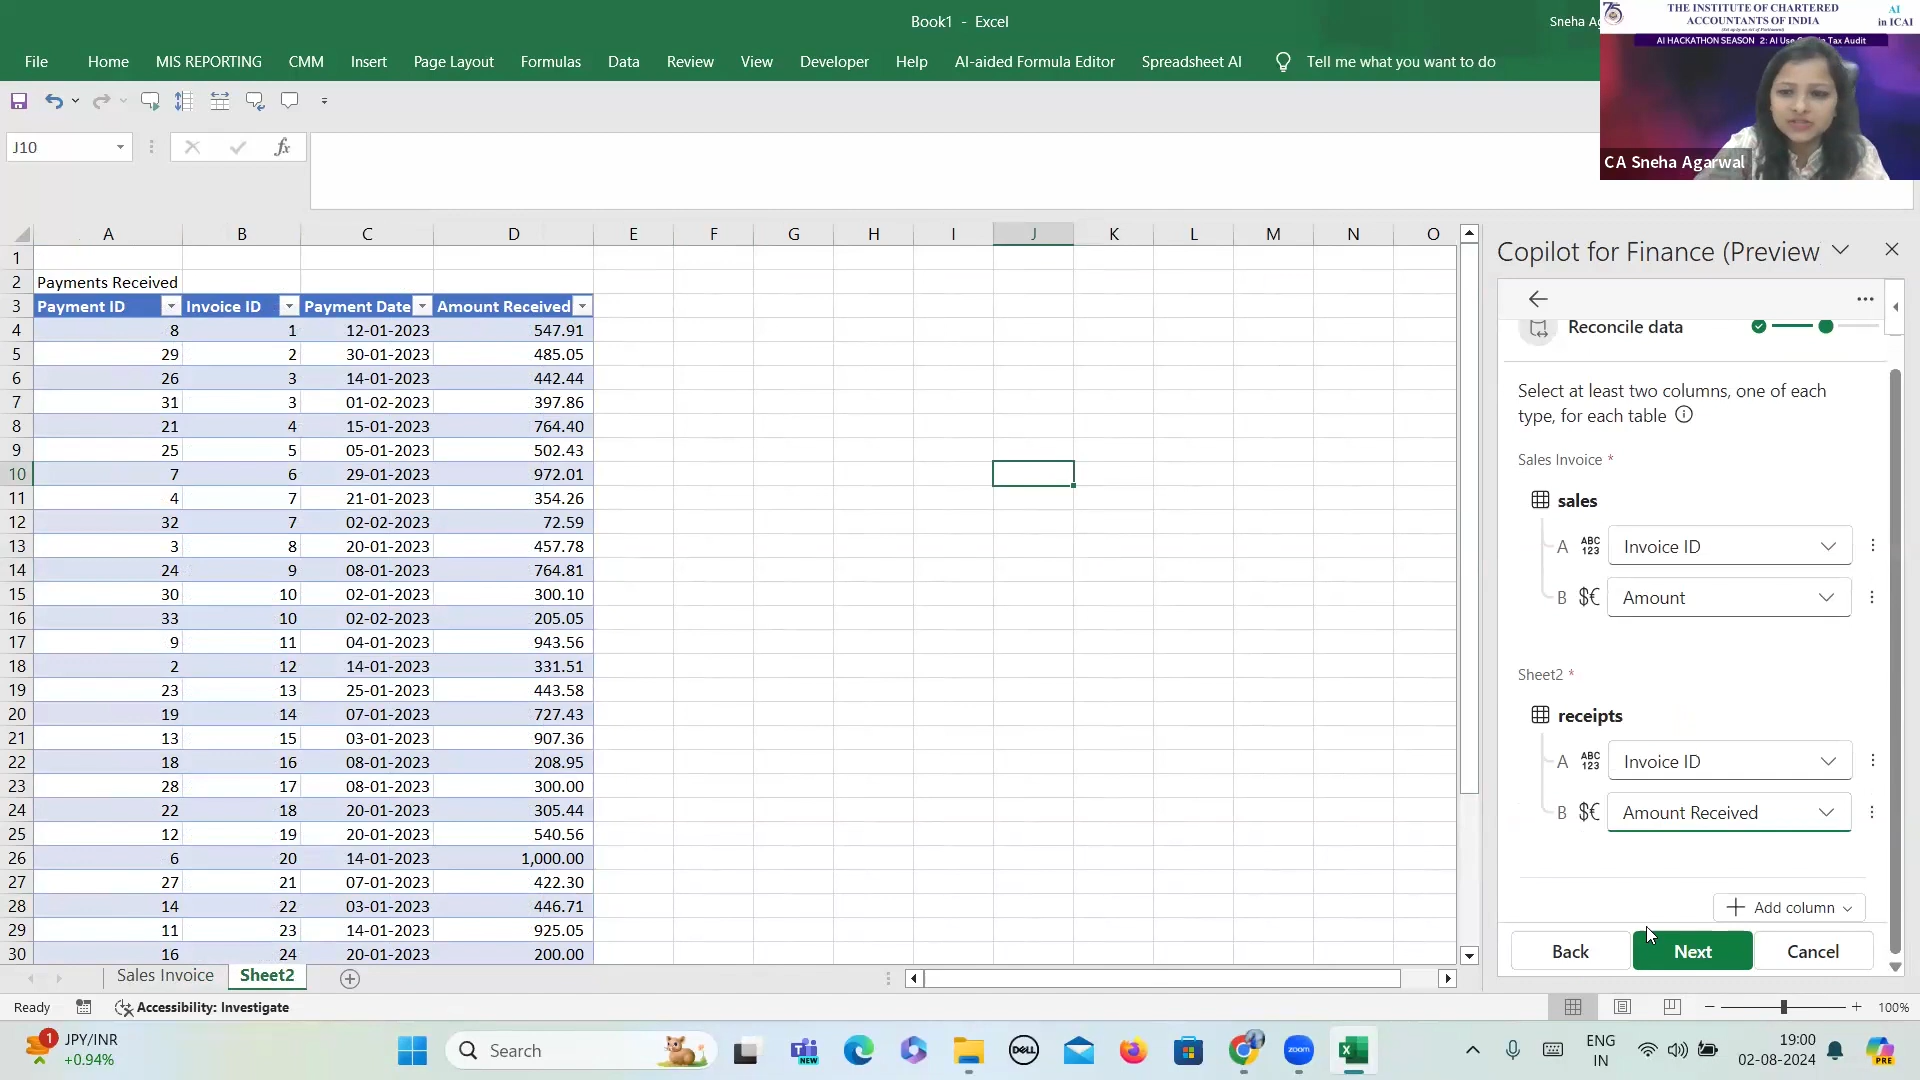 Book1 - Excel
Sneha Ag
THE INSTITUTE OF CHARTERED
ACCOUNTANTS OF INDIA
(Set up by an Act of Parliament)
AI
in ICAI
75
File
Home
MIS REPORTING
CMM
Insert
Page Layout
Formulas
Data
Review
View
Developer
Help
AI-aided Formula Editor
Spreadsheet AI
Tell me what you want to do
CA Sneha Agarwal
J10
fx
A B C D E F G H I J K L M N O
1
2 Payments Received
3 Payment ID Invoice ID Payment Date Amount Received
4 8 1 12-01-2023 547.91
5 29 2 30-01-2023 485.05
6 26 3 14-01-2023 442.44
7 31 3 01-02-2023 397.86
8 21 4 15-01-2023 764.40
9 25 5 05-01-2023 502.43
10 7 6 29-01-2023 972.01
11 4 7 21-01-2023 354.26
12 32 7 02-02-2023 72.59
13 3 8 20-01-2023 457.78
14 24 9 08-01-2023 764.81
15 30 10 02-01-2023 300.10
16 33 10 02-02-2023 205.05
17 9 11 04-01-2023 943.56
18 2 12 14-01-2023 331.51
19 23 13 25-01-2023 443.58
20 19 14 07-01-2023 727.43
21 13 15 03-01-2023 907.36
22 18 16 08-01-2023 208.95
23 28 17 08-01-2023 300.00
24 22 18 20-01-2023 305.44
25 12 19 20-01-2023 540.56
26 6 20 14-01-2023 1,000.00
27 27 21 07-01-2023 422.30
28 14 22 03-01-2023 446.71
29 11 23 14-01-2023 925.05
30 16 24 20-01-2023 200.00
Copilot for Finance (Preview
Reconcile data
Select at least two columns, one of each
type, for each table
Sales Invoice *
sales
A ABC 123 Invoice ID
B $€ Amount
Sheet2 *
receipts
A ABC 123 Invoice ID
B $€ Amount Received
Add column
Back
Next
Cancel
Sales Invoice
Sheet2
Ready
Accessibility: Investigate
100%
1
JPY/INR
+0.94%
Search
NEW
DELL
zoom
ENG
IN
19:00
02-08-2024
PRE